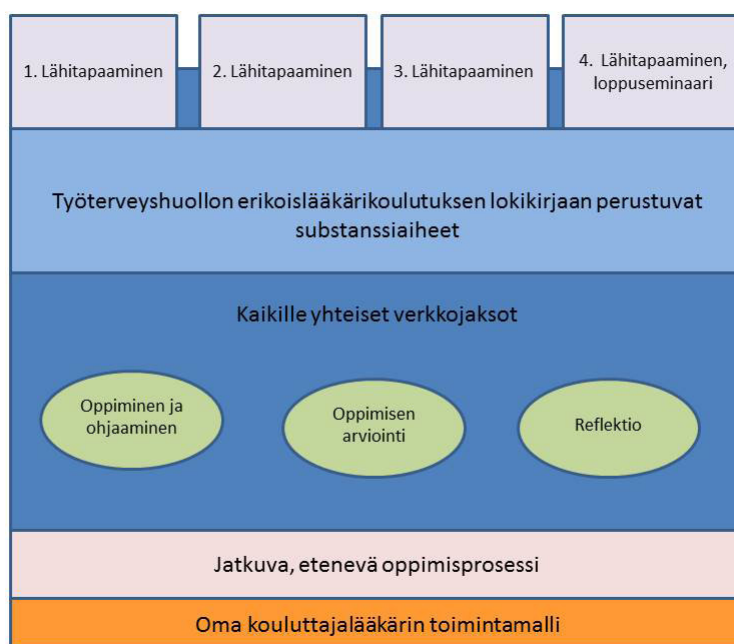 1. Lähitapaaminen
2. Lähitapaaminen
3. Lähitapaaminen
4. Lähitapaaminen,
loppuseminaari
Työterveyshuollon erikoislääkärikoulutuksen lokikirjaan perustuvat
substanssiaiheet
Kaikille yhteiset verkkojaksot
Oppiminen ja
ohjaaminen
Oppimisen
arviointi
Reflektio
Jatkuva, etenevä oppimisprosessi
Oma kouluttajalääkärin toimintamalli